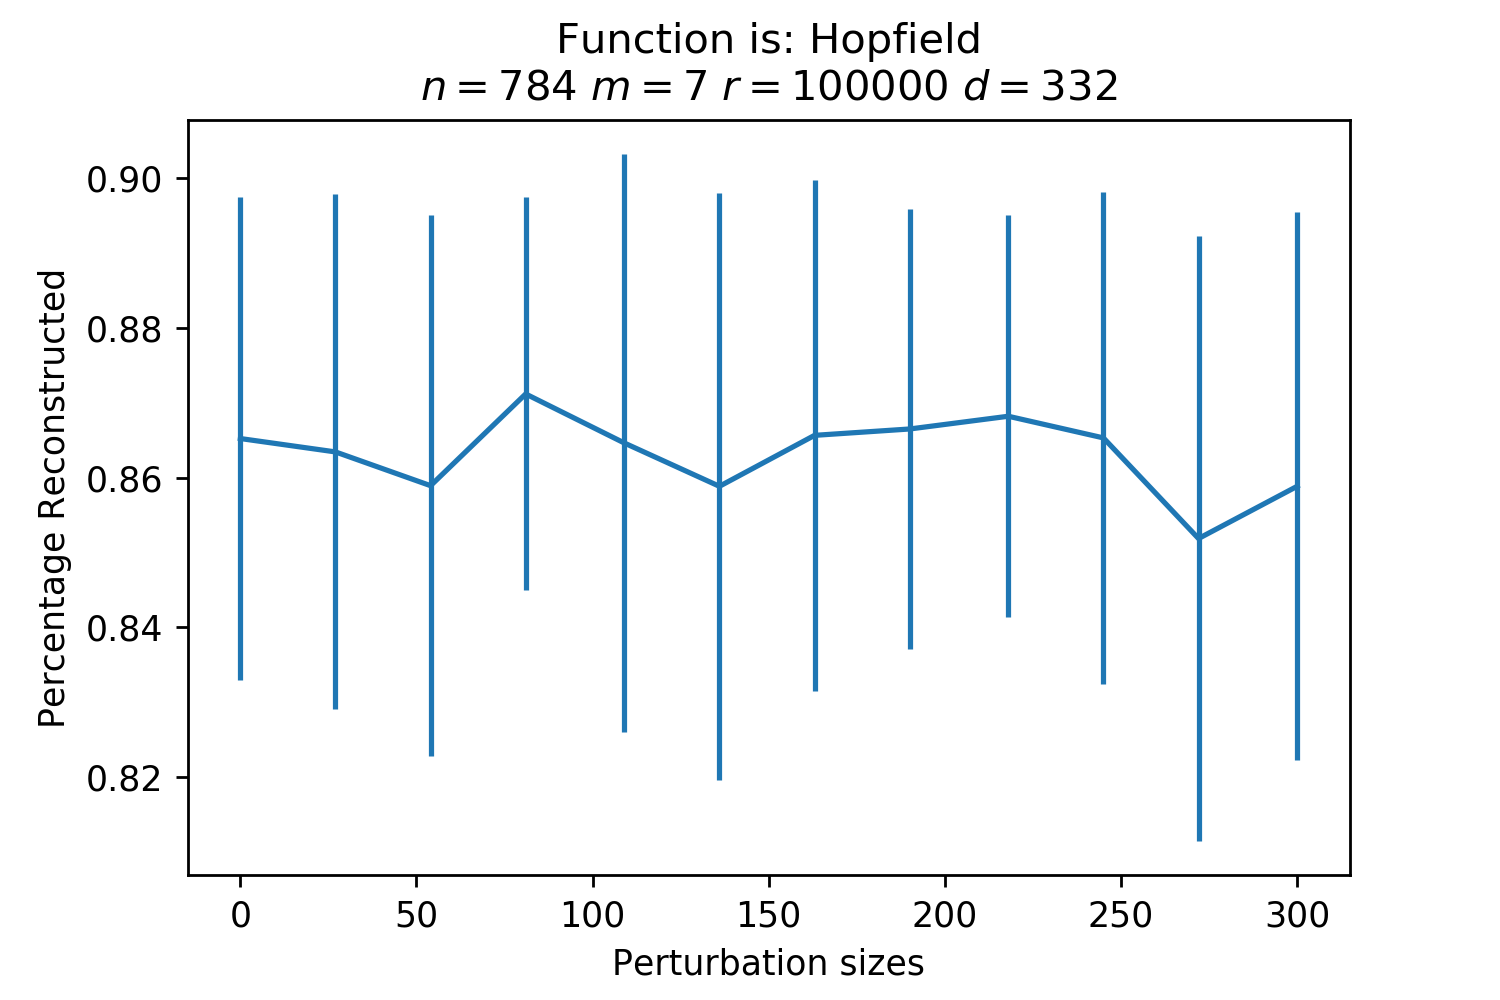 Function is: Hopfield
n = 784 m = 7 r = 100000 d = 332
0.90
0.88
0.86
0.84
0.82
Percentage Reconstructed
0 50 100 150 200 250 300
Perturbation sizes